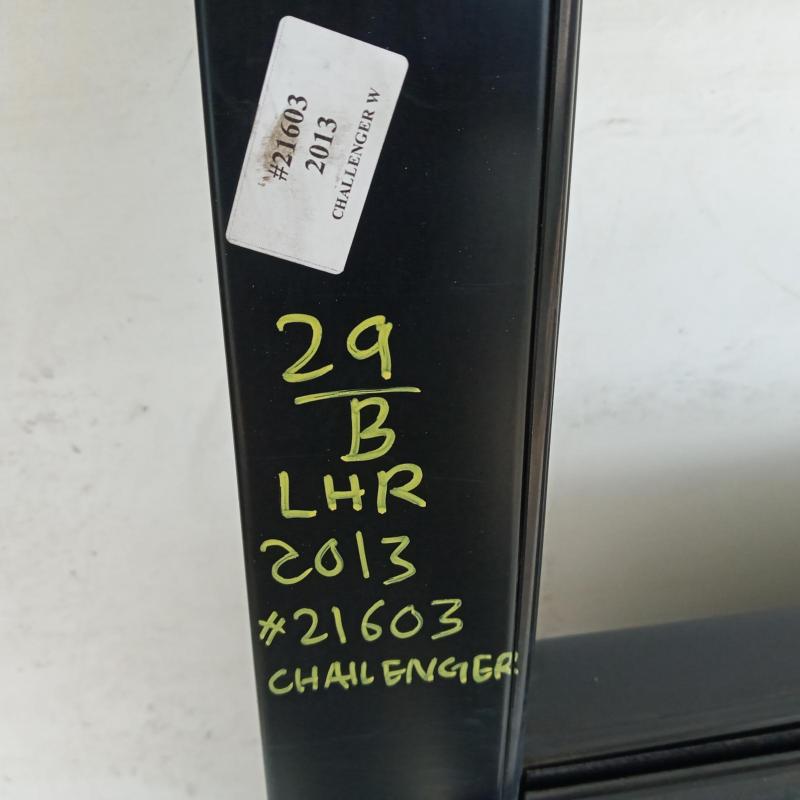 #21603
2013
CHALLENGER W
29
B
LHR
2013
#21603
CHALLENGER